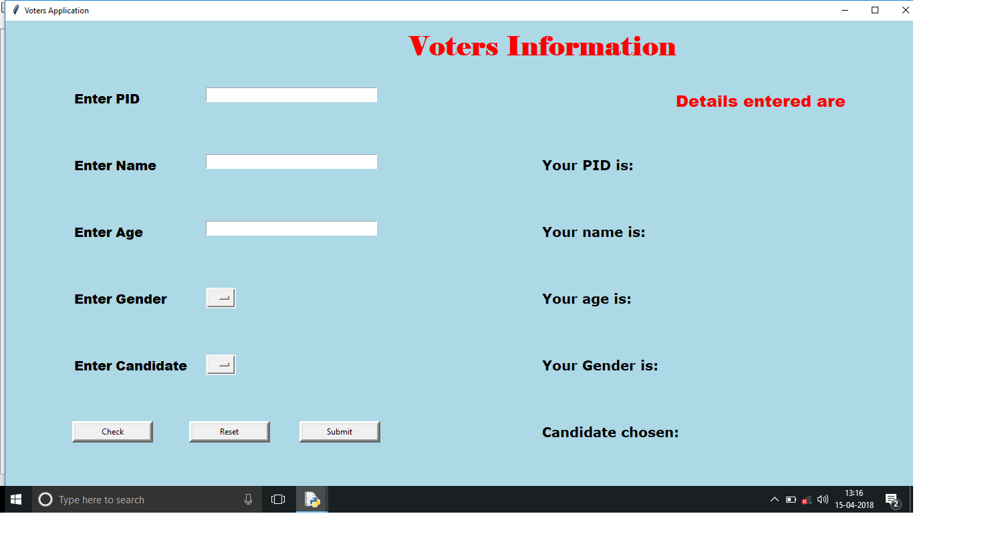 Voters Application
Voters Information
Enter PID
Details entered are
Enter Name
Your PID is:
Enter Age
Your name is:
Enter Gender
Your age is:
Enter Candidate
Your Gender is:
Check
Reset
Submit
Candidate chosen:
Type here to search
13:16
15-04-2018
2